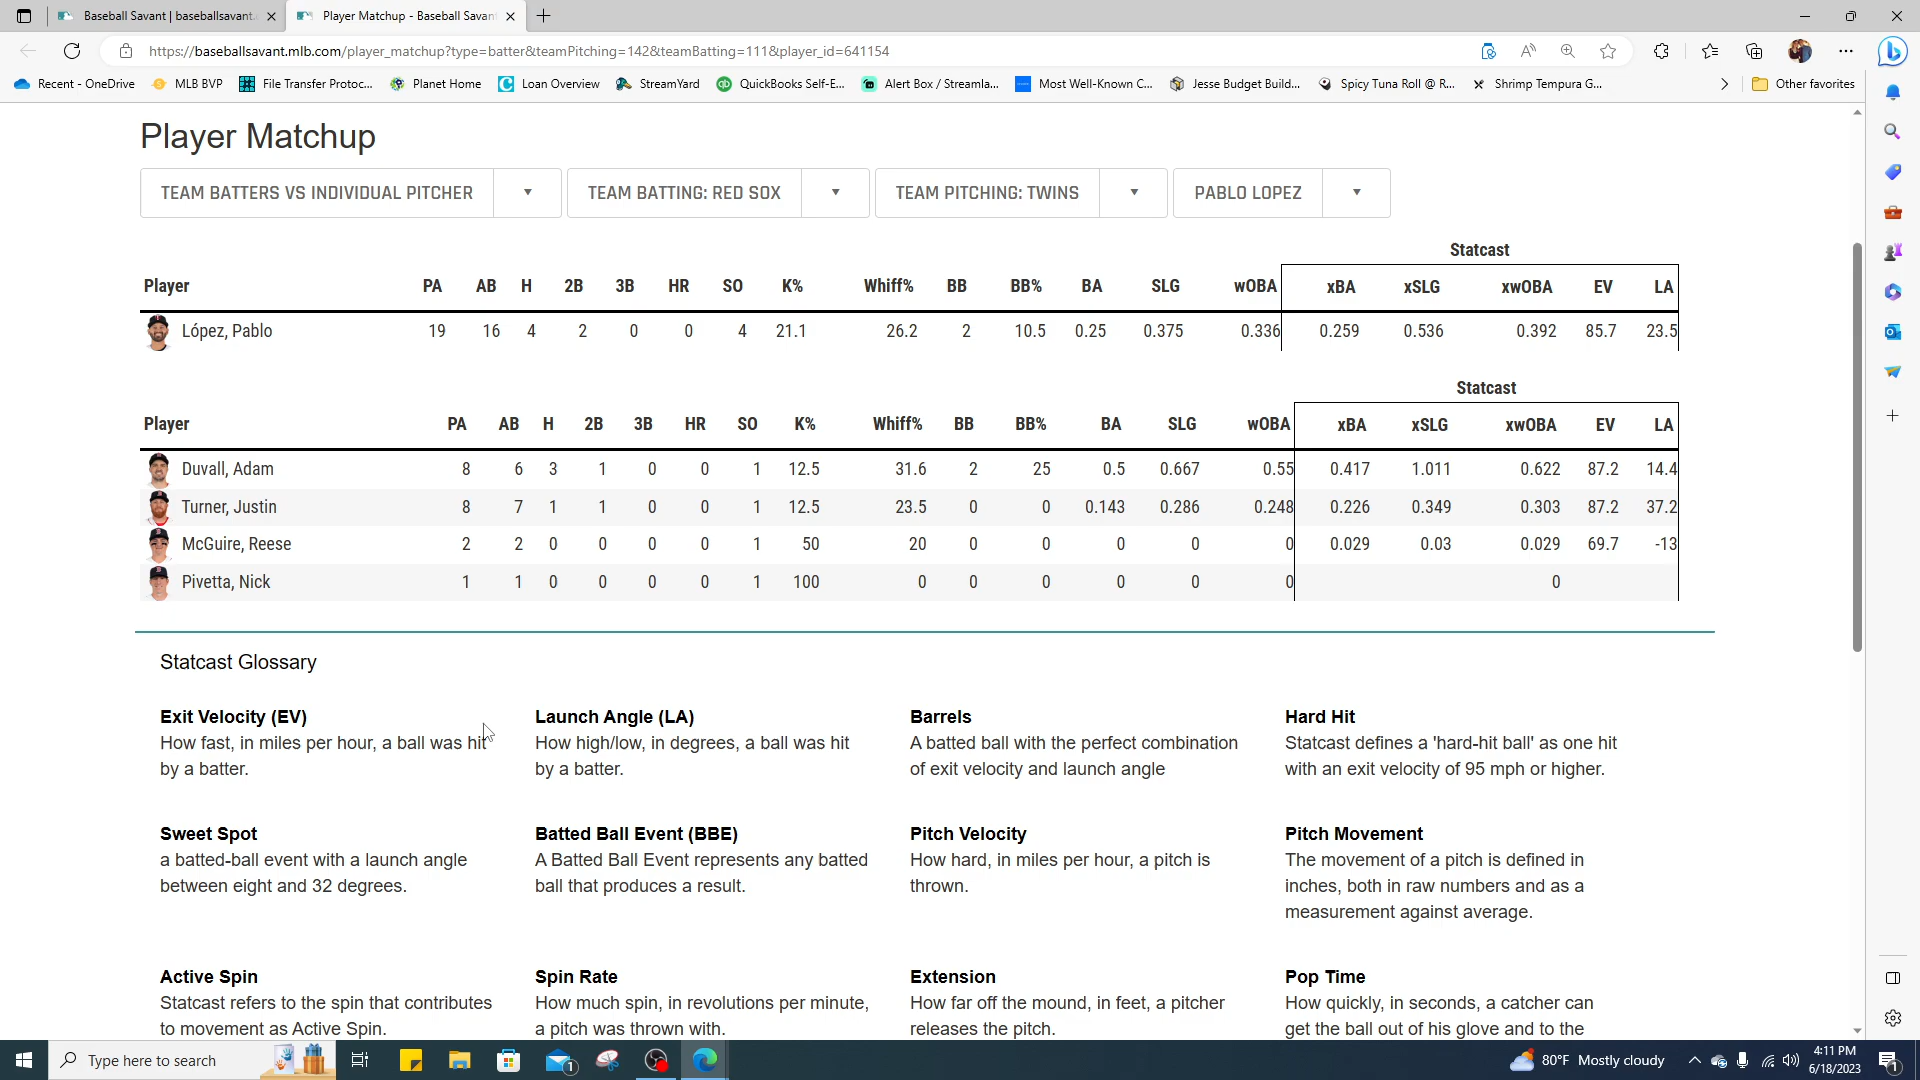 Baseball Savant | baseballsavant.
Player Matchup - Baseball Savant
https://baseballsavant.mlb.com/player_matchup?type=batter&teamPitching=142&teamBatting=111&player_id=641154
Recent - OneDrive MLB BVP File Transfer Protoc... Planet Home Loan Overview StreamYard QuickBooks Self-E... Alert Box / Streamla... Most Well-Known C... Jesse Budget Build... Spicy Tuna Roll @ R... Shrimp Tempura G... Other favorites
Player Matchup
TEAM BATTERS VS INDIVIDUAL PITCHER TEAM BATTING: RED SOX TEAM PITCHING: TWINS PABLO LOPEZ
Statcast
Player PA AB H 2B 3B HR SO K% Whiff% BB BB% BA SLG wOBA xBA xSLG xwOBA EV LA
López, Pablo 19 16 4 2 0 0 4 21.1 26.2 2 10.5 0.25 0.375 0.336 0.259 0.536 0.392 85.7 23.5
Statcast
Player PA AB H 2B 3B HR SO K% Whiff% BB BB% BA SLG wOBA xBA xSLG xwOBA EV LA
Duvall, Adam 8 6 3 1 0 0 1 12.5 31.6 2 25 0.5 0.667 0.55 0.417 1.011 0.622 87.2 14.4
Turner, Justin 8 7 1 1 0 0 1 12.5 23.5 0 0 0.143 0.286 0.248 0.226 0.349 0.303 87.2 37.2
McGuire, Reese 2 2 0 0 0 0 1 50 20 0 0 0 0 0 0.029 0.03 0.029 69.7 -13
Pivetta, Nick 1 1 0 0 0 0 1 100 0 0 0 0 0 0 0
Statcast Glossary
Exit Velocity (EV)
How fast, in miles per hour, a ball was hit
by a batter.
Launch Angle (LA)
How high/low, in degrees, a ball was hit
by a batter.
Barrels
A batted ball with the perfect combination
of exit velocity and launch angle
Hard Hit
Statcast defines a 'hard-hit ball' as one hit
with an exit velocity of 95 mph or higher.
Sweet Spot
a batted-ball event with a launch angle
between eight and 32 degrees.
Batted Ball Event (BBE)
A Batted Ball Event represents any batted
ball that produces a result.
Pitch Velocity
How hard, in miles per hour, a pitch is
thrown.
Pitch Movement
The movement of a pitch is defined in
inches, both in raw numbers and as a
measurement against average.
Active Spin
Statcast refers to the spin that contributes
to movement as Active Spin.
Spin Rate
How much spin, in revolutions per minute,
a pitch was thrown with.
Extension
How far off the mound, in feet, a pitcher
releases the pitch.
Pop Time
How quickly, in seconds, a catcher can
get the ball out of his glove and to the
Type here to search
1
80°F Mostly cloudy
4:11 PM
6/18/2023
1